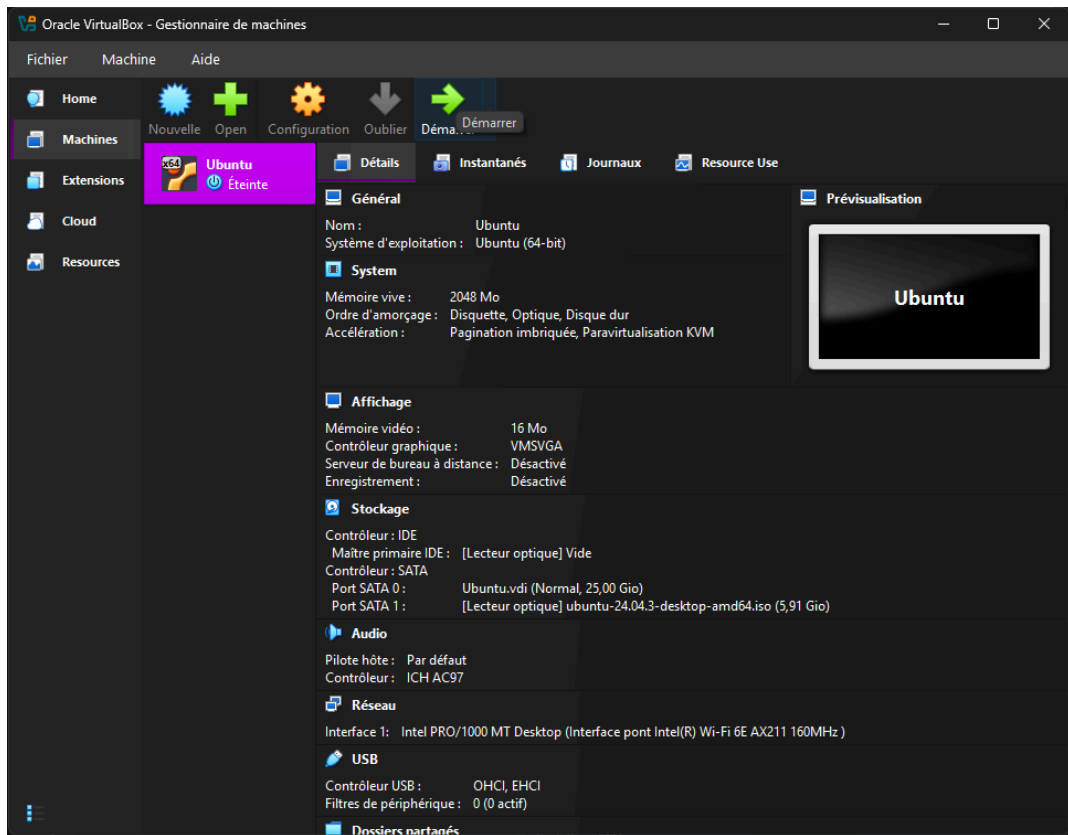 Oracle VirtualBox - Gestionnaire de machines
Fichier Machine Aide
Home
Machines
Extensions
Cloud
Resources
Nouvelle Open Configuration Oublier
Démarrer
x64
Ubuntu
Éteinte
Détails Instantanés Journaux Resource Use
Général
Nom : Ubuntu
Système d'exploitation : Ubuntu (64-bit)
System
Mémoire vive : 2048 Mo
Ordre d'amorçage : Disquette, Optique, Disque dur
Accélération : Pagination imbriquée, Paravirtualisation KVM
Prévisualisation
Ubuntu
Affichage
Mémoire vidéo : 16 Mo
Contrôleur graphique : VMSVGA
Serveur de bureau à distance : Désactivé
Enregistrement : Désactivé
Stockage
Contrôleur : IDE
Maître primaire IDE : [Lecteur optique] Vide
Contrôleur : SATA
Port SATA 0 : Ubuntu.vdi (Normal, 25,00 Gio)
Port SATA 1 : [Lecteur optique] ubuntu-24.04.3-desktop-amd64.iso (5,91 Gio)
Audio
Pilote hôte : Par défaut
Contrôleur : ICH AC97
Réseau
Interface 1: Intel PRO/1000 MT Desktop (Interface pont Intel(R) Wi-Fi 6E AX211 160MHz )
USB
Contrôleur USB : OHCI, EHCI
Filtres de périphérique : 0 (0 actif)
Dossiers partagés